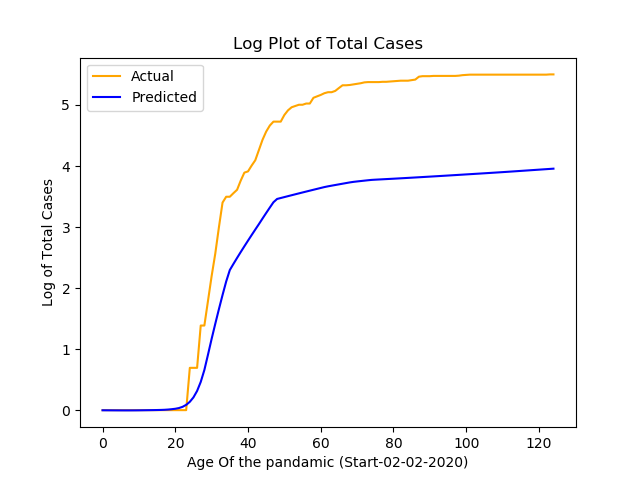 Log Plot of Total Cases
Actual
Predicted
5
4
3
2
1
0
Log of Total Cases
0 20 40 60 80 100 120
Age Of the pandamic (Start-02-02-2020)